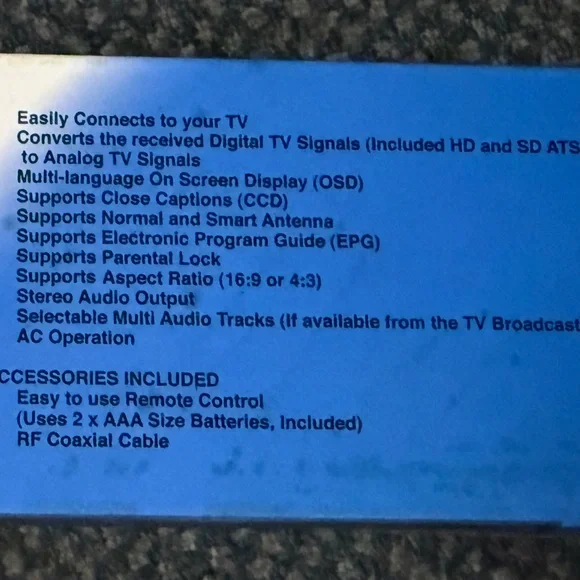 Easily Connects to your TV
Converts the received Digital TV Signals (Included HD and SD ATS
to Analog TV Signals
Multi-language On Screen Display (OSD)
Supports Close Captions (CCD)
Supports Normal and Smart Antenna
Supports Electronic Program Guide (EPG)
Supports Parental Lock
Supports Aspect Ratio (16:9 or 4:3)
Stereo Audio Output
Selectable Multi Audio Tracks (If available from the TV Broadcast
AC Operation
CCESSORIES INCLUDED
Easy to use Remote Control
(Uses 2 x AAA Size Batteries, Included)
RF Coaxial Cable